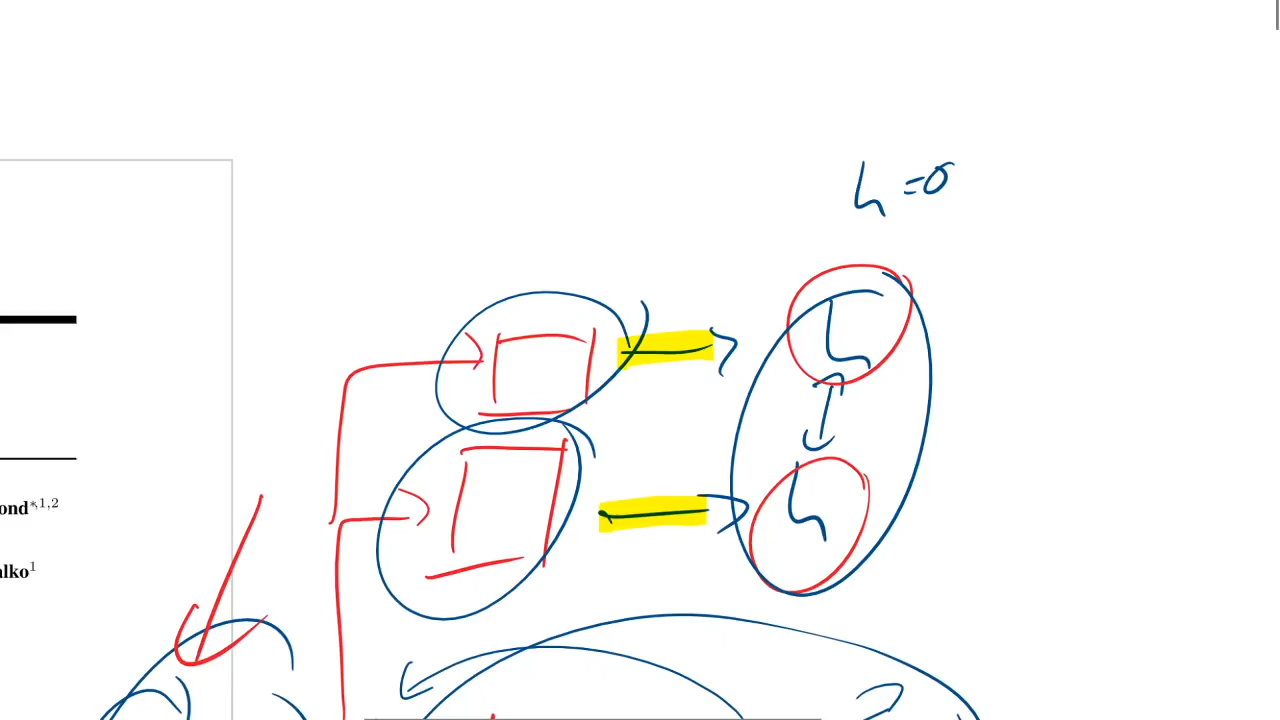 h = 0
h
h
ond*,1,2
alko1